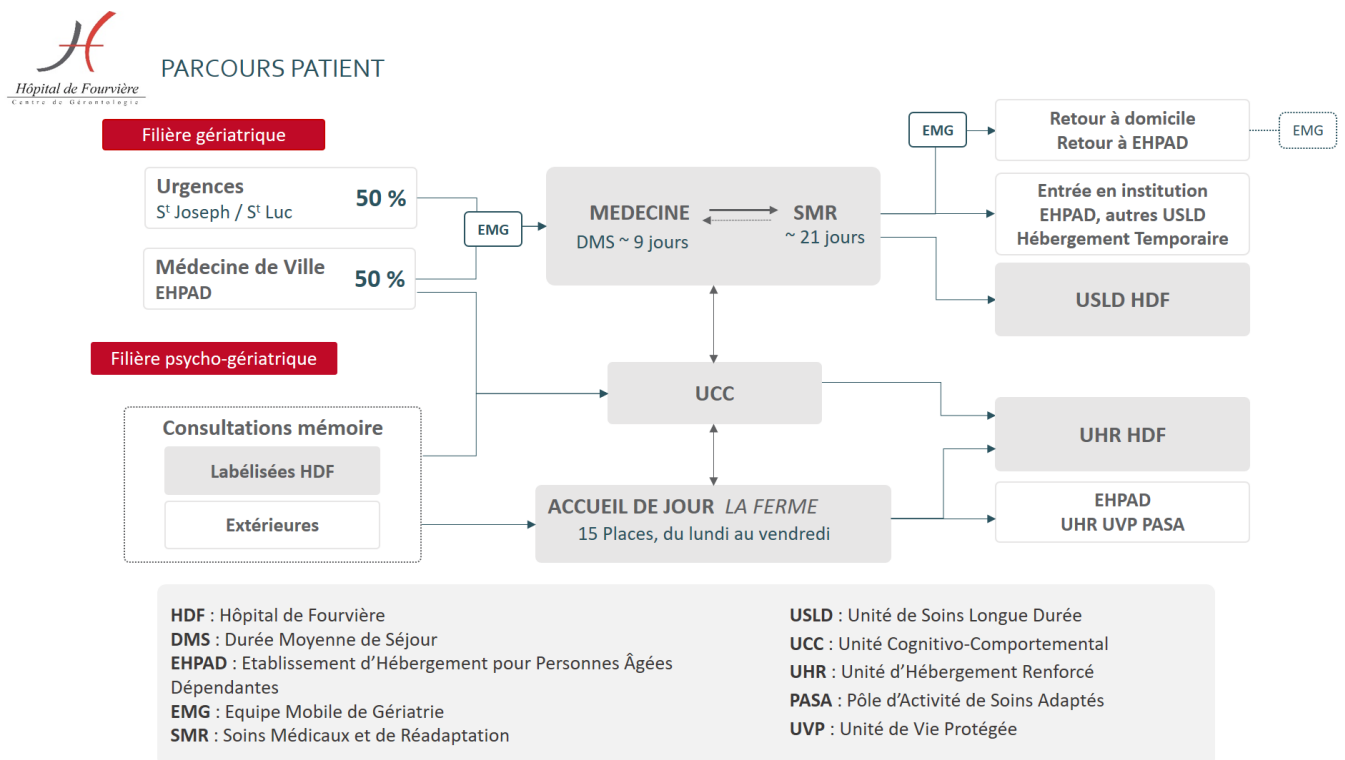 Hôpital de Fourvière
Centre de Gérontologie
PARCOURS PATIENT
Filière gériatrique
Urgences
Sᵗ Joseph / Sᵗ Luc
50 %
Médecine de Ville
EHPAD
50 %
EMG
MEDECINE
DMS ~ 9 jours
SMR
~ 21 jours
EMG
Retour à domicile
Retour à EHPAD
EMG
Entrée en institution
EHPAD, autres USLD
Hébergement Temporaire
USLD HDF
Filière psycho-gériatrique
Consultations mémoire
Labélisées HDF
Extérieures
UCC
ACCUEIL DE JOUR LA FERME
15 Places, du lundi au vendredi
UHR HDF
EHPAD
UHR UVP PASA
HDF : Hôpital de Fourvière
DMS : Durée Moyenne de Séjour
EHPAD : Etablissement d’Hébergement pour Personnes Âgées
Dépendantes
EMG : Equipe Mobile de Gériatrie
SMR : Soins Médicaux et de Réadaptation
USLD : Unité de Soins Longue Durée
UCC : Unité Cognitivo-Comportemental
UHR : Unité d’Hébergement Renforcé
PASA : Pôle d’Activité de Soins Adaptés
UVP : Unité de Vie Protégée